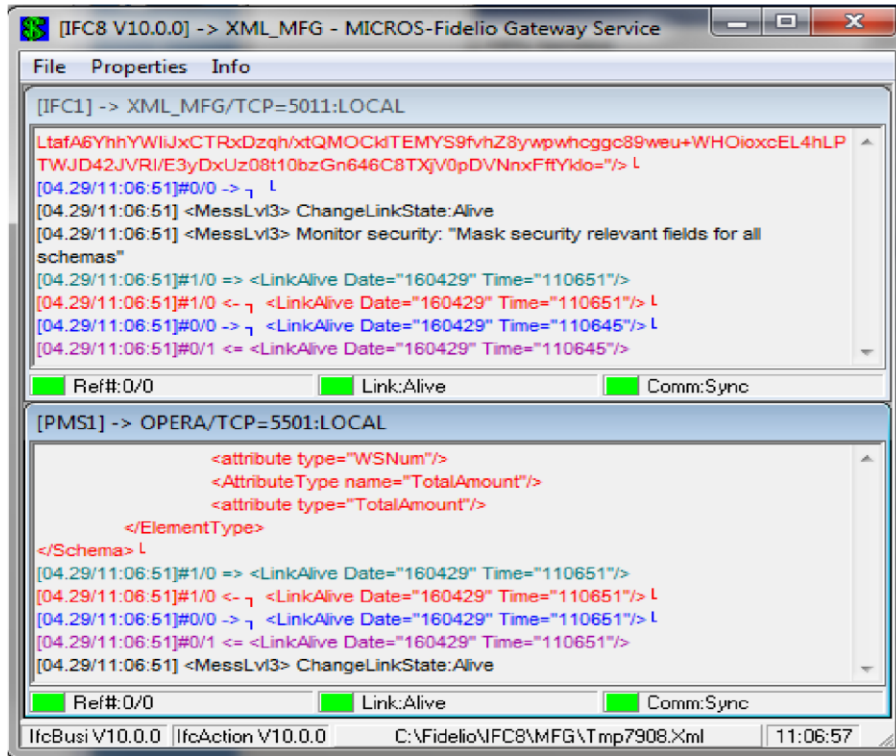 [IFC8 V10.0.0] -> XML_MFG - MICROS-Fidelio Gateway Service
File Properties Info
[IFC1] -> XML_MFG/TCP=5011:LOCAL
PTWJD42JVRI/E3yDxUz08t10bzGn646C8TXjV0pDVNnxFftYklo="/> └
[04.29/11:06:51]#0/0 -> ┐ └
[04.29/11:06:51] <MessLvl3> ChangeLinkState:Alive
[04.29/11:06:51] <MessLvl3> Monitor security: "Mask security relevant fields for all
schemas"
[04.29/11:06:51]#1/0 => <LinkAlive Date="160429" Time="110651"/>
[04.29/11:06:51]#1/0 <- ┐ <LinkAlive Date="160429" Time="110651"/> └
[04.29/11:06:51]#0/0 -> ┐ <LinkAlive Date="160429" Time="110645"/> └
[04.29/11:06:51]#0/1 <= <LinkAlive Date="160429" Time="110645"/>
Ref#:0/0 Link:Alive Comm:Sync
[PMS1] -> OPERA/TCP=5501:LOCAL
<attribute type="WSNum"/>
<AttributeType name="TotalAmount"/>
<attribute type="TotalAmount"/>
</ElementType>
</Schema> └
[04.29/11:06:51]#1/0 => <LinkAlive Date="160429" Time="110651"/>
[04.29/11:06:51]#1/0 <- ┐ <LinkAlive Date="160429" Time="110651"/> └
[04.29/11:06:51]#0/0 -> ┐ <LinkAlive Date="160429" Time="110651"/> └
[04.29/11:06:51]#0/1 <= <LinkAlive Date="160429" Time="110651"/>
[04.29/11:06:51] <MessLvl3> ChangeLinkState:Alive
Ref#:0/0 Link:Alive Comm:Sync
IfcBusi V10.0.0 IfcAction V10.0.0 C:\Fidelio\IFC8\MFG\Tmp7908.Xml 11:06:57